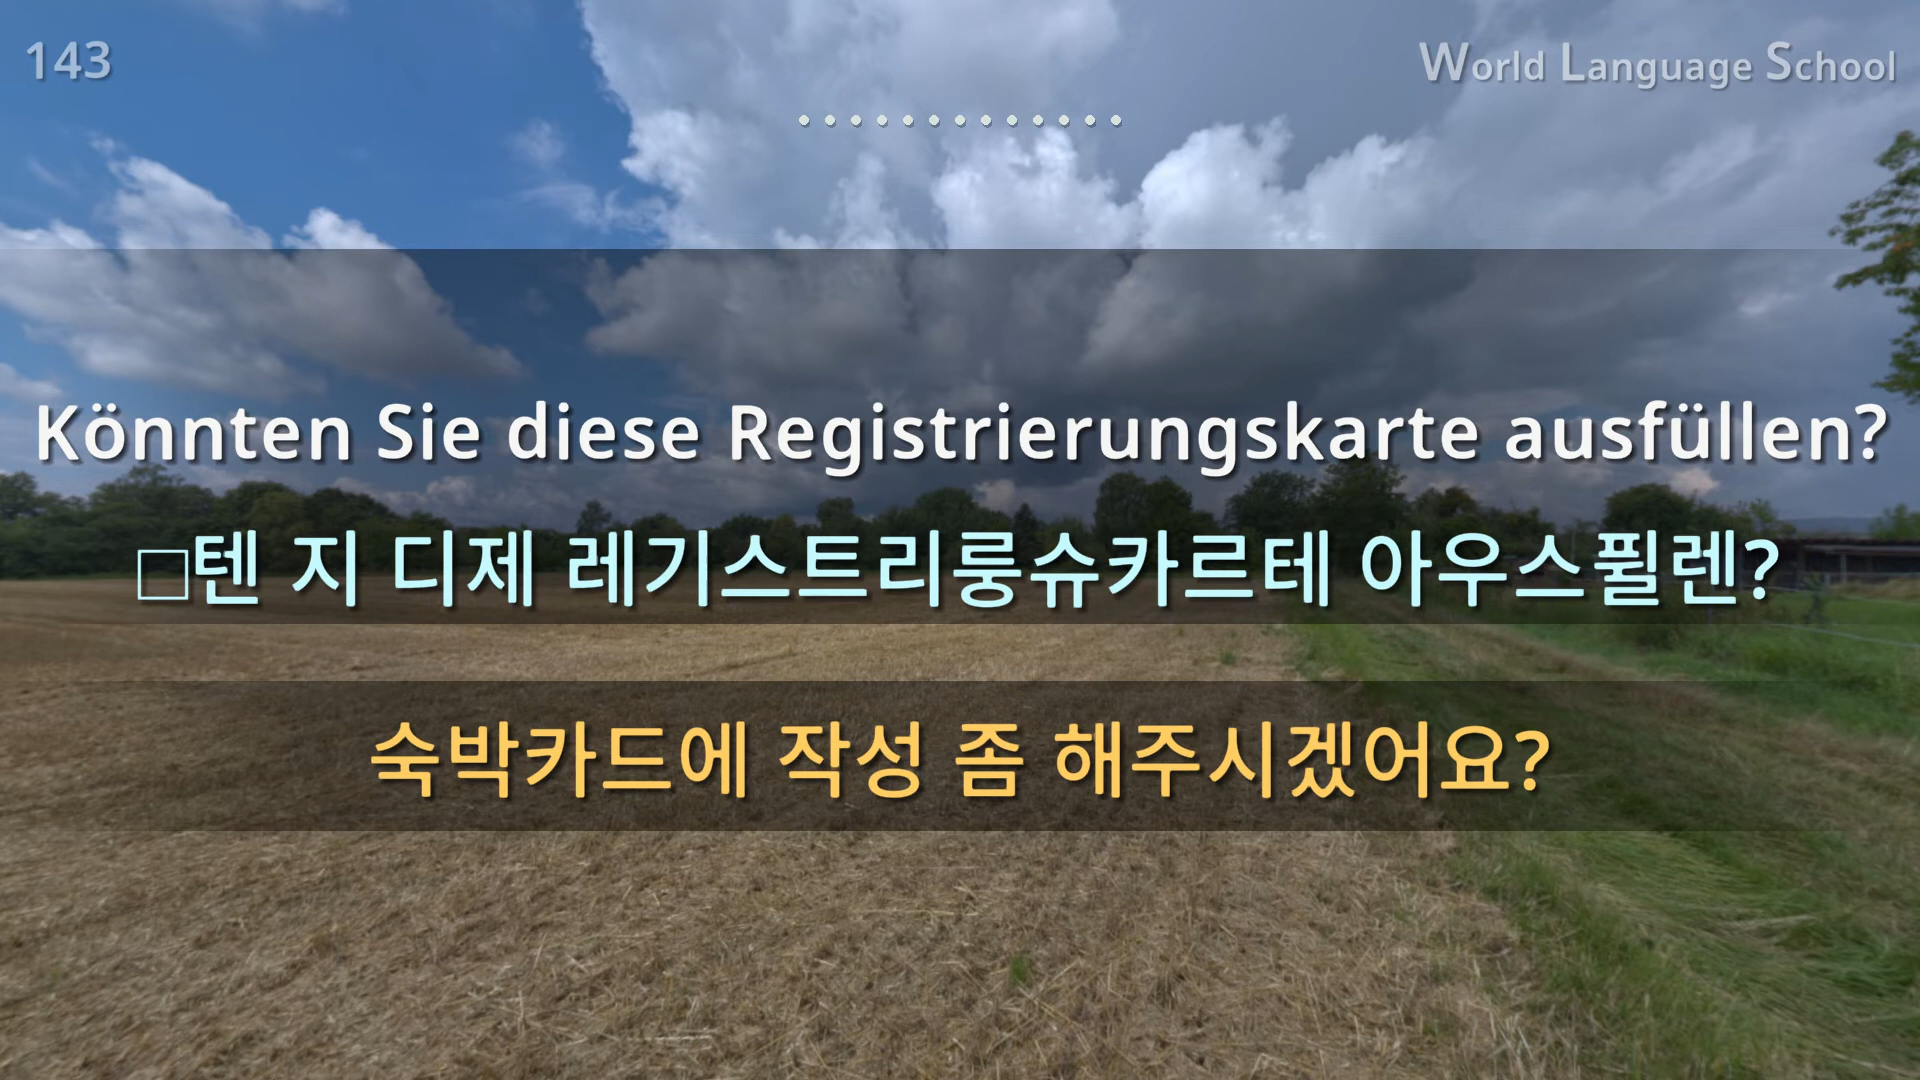 143
World Language School
Könnten Sie diese Registrierungskarte ausfüllen?
□텐 지 디제 레기스트리룽슈카르테 아우스퓔렌?
숙박카드에 작성 좀 해주시겠어요?